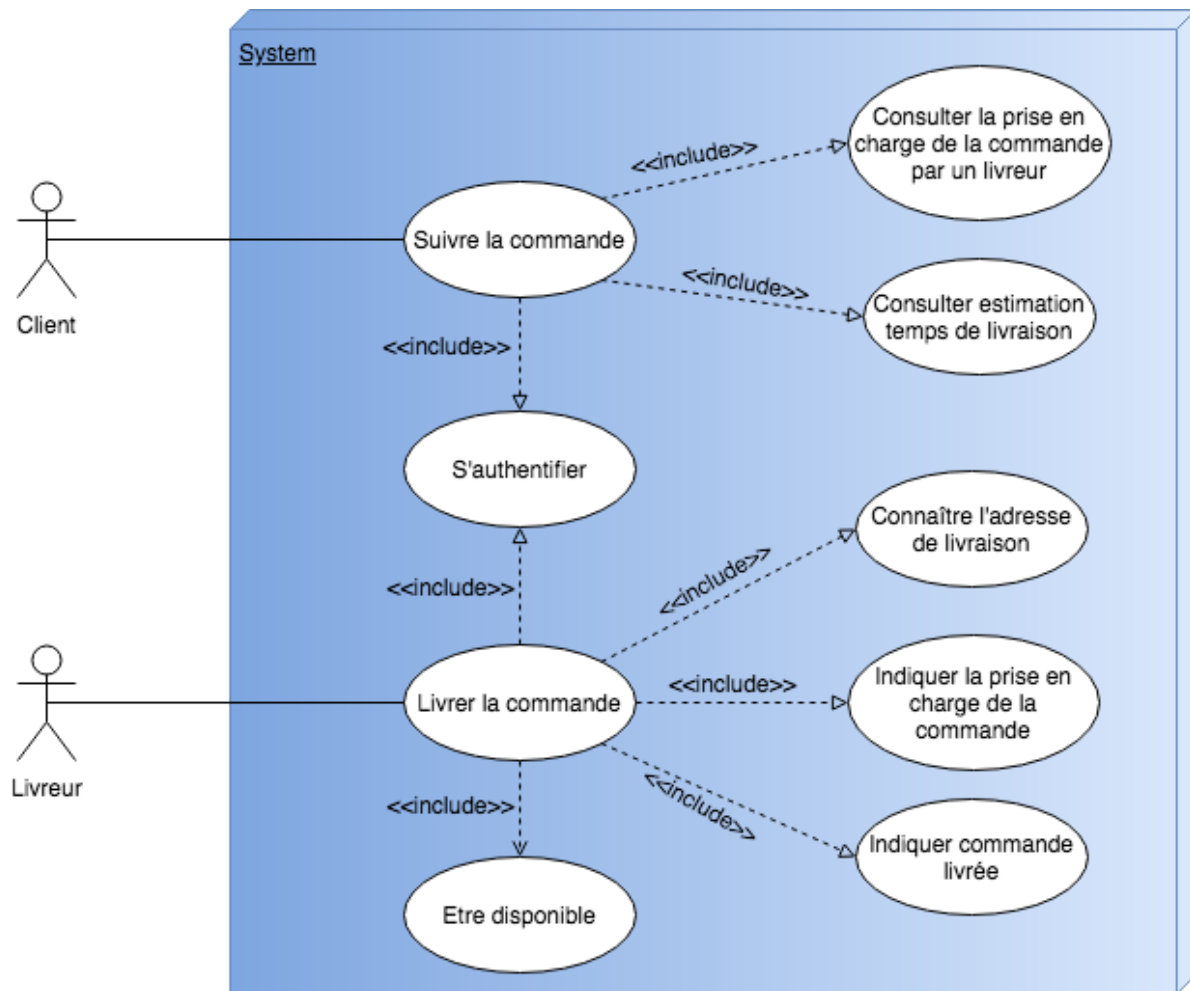 System
Consulter la prise en
charge de la commande
par un livreur
<<include>>
Suivre la commande
<<include>>
Consulter estimation
temps de livraison
Client
<<include>>
S'authentifier
Connaître l'adresse
de livraison
<<include>>
<<include>>
Livrer la commande
<<include>>
Indiquer la prise en
charge de la
commande
Livreur
<<include>>
<<include>>
Indiquer commande
livrée
Etre disponible